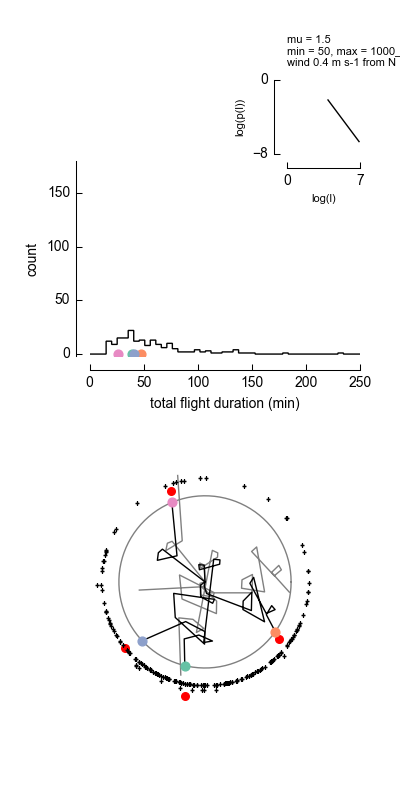 mu = 1.5
min = 50, max = 1000_
wind 0.4 m s-1 from N
0
log(p(l))
−8
0
7
log(l)
150
100
50
0
count
0
50
100
150
200
250
total flight duration (min)